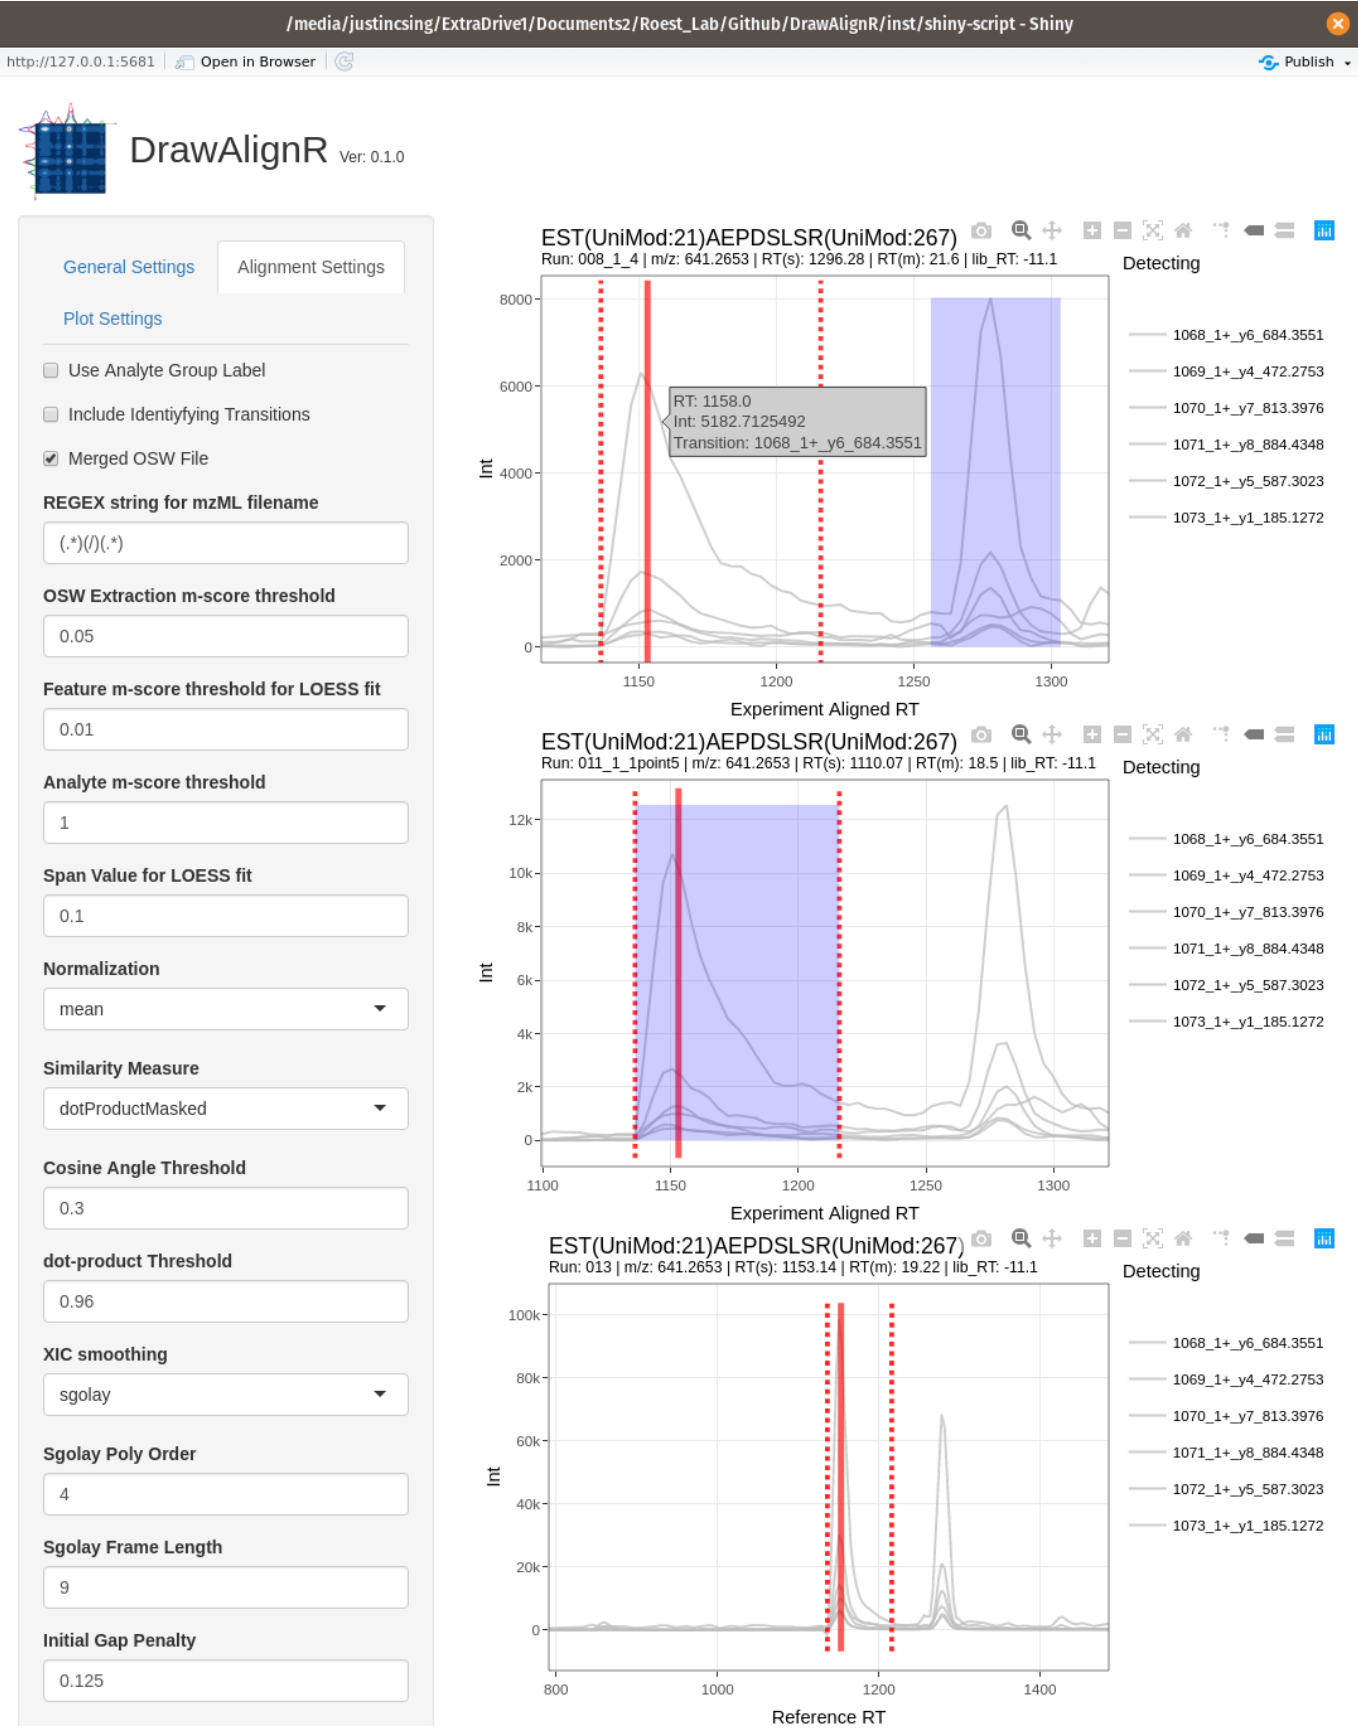 /media/justincsing/ExtraDrive1/Documents2/Roest_Lab/Github/DrawAlignR/inst/shiny-script - Shiny
http://127.0.0.1:5681
Open in Browser
Publish
DrawAlignR Ver: 0.1.0
General Settings
Alignment Settings
Plot Settings
Use Analyte Group Label
Include Identiyfying Transitions
Merged OSW File
REGEX string for mzML filename
(.*)(/)(.*)
OSW Extraction m-score threshold
0.05
Feature m-score threshold for LOESS fit
0.01
Analyte m-score threshold
1
Span Value for LOESS fit
0.1
Normalization
mean
Similarity Measure
dotProductMasked
Cosine Angle Threshold
0.3
dot-product Threshold
0.96
XIC smoothing
sgolay
Sgolay Poly Order
4
Sgolay Frame Length
9
Initial Gap Penalty
0.125
EST(UniMod:21)AEPDSLSR(UniMod:267)
Run: 008_1_4 | m/z: 641.2653 | RT(s): 1296.28 | RT(m): 21.6 | lib_RT: -11.1
Detecting
1068_1+_y6_684.3551
1069_1+_y4_472.2753
1070_1+_y7_813.3976
1071_1+_y8_884.4348
1072_1+_y5_587.3023
1073_1+_y1_185.1272
8000
6000
4000
2000
0
Int
RT: 1158.0
Int: 5182.7125492
Transition: 1068_1+_y6_684.3551
1150
1200
1250
1300
Experiment Aligned RT
EST(UniMod:21)AEPDSLSR(UniMod:267)
Run: 011_1_1point5 | m/z: 641.2653 | RT(s): 1110.07 | RT(m): 18.5 | lib_RT: -11.1
Detecting
1068_1+_y6_684.3551
1069_1+_y4_472.2753
1070_1+_y7_813.3976
1071_1+_y8_884.4348
1072_1+_y5_587.3023
1073_1+_y1_185.1272
12k
10k
8k
6k
4k
2k
0
Int
1100
1150
1200
1250
1300
Experiment Aligned RT
EST(UniMod:21)AEPDSLSR(UniMod:267)
Run: 013 | m/z: 641.2653 | RT(s): 1153.14 | RT(m): 19.22 | lib_RT: -11.1
Detecting
1068_1+_y6_684.3551
1069_1+_y4_472.2753
1070_1+_y7_813.3976
1071_1+_y8_884.4348
1072_1+_y5_587.3023
1073_1+_y1_185.1272
100k
80k
60k
40k
20k
0
Int
800
1000
1200
1400
Reference RT